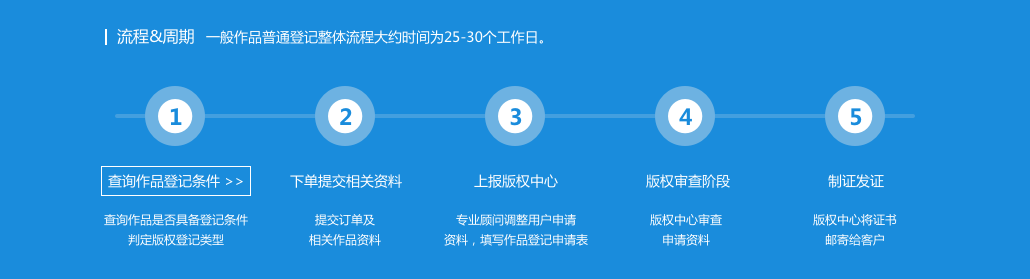 流程&周期 一般作品普通登记整体流程大约时间为25-30个工作日。
1 2 3 4 5
查询作品登记条件 >> 下单提交相关资料 上报版权中心 版权审查阶段 制证发证
查询作品是否具备登记条件 提交订单及 专业顾问调整用户申请 版权中心审查 版权中心将证书
判定版权登记类型 相关作品资料 资料，填写作品登记申请表 申请资料 邮寄给客户